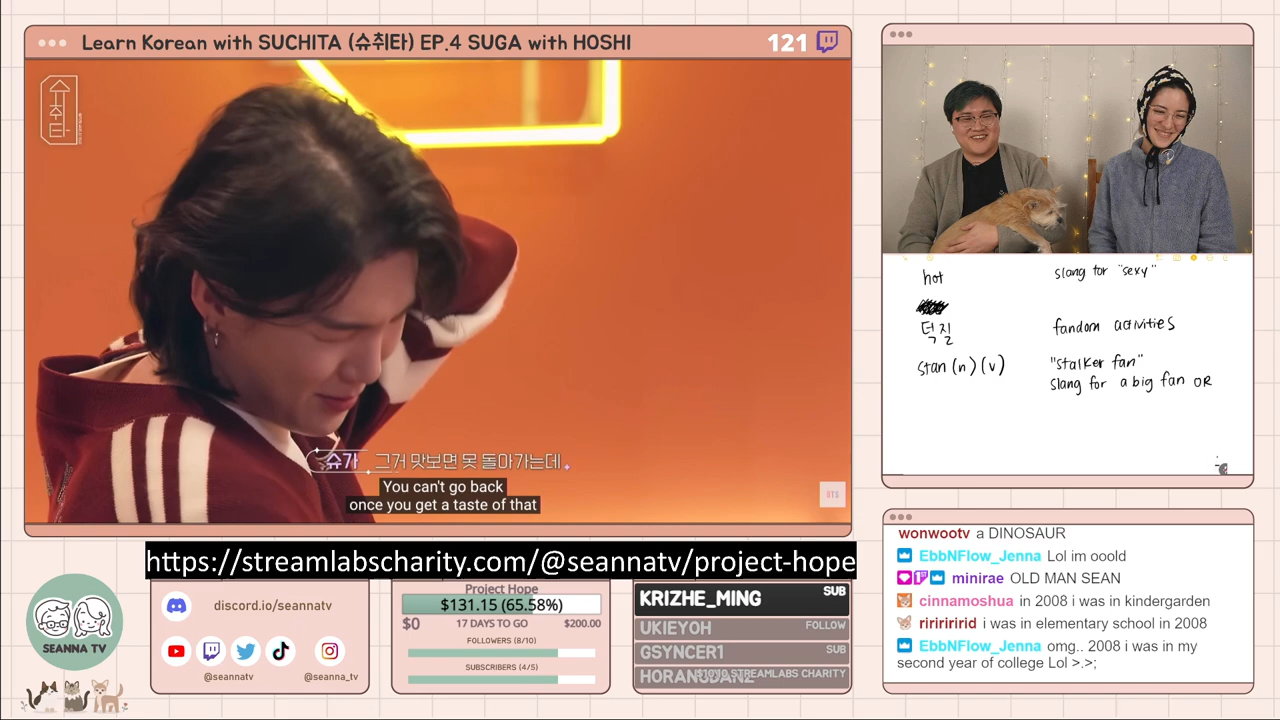 Learn Korean with SUCHITA (슈취타) EP.4 SUGA with HOSHI
121
슈취타
슈가 그거 맛보면 못 돌아가는데
You can't go back
once you get a taste of that
BTS
hot slang for "sexy"
덕질 fandom activities
stan (n) (v) "stalker fan"
slang for a big fan OR
https://streamlabscharity.com/@seannatv/project-hope
SEANNA TV
discord.io/seannatv
@seannatv
@seanna_tv
Project Hope
$131.15 (65.58%)
$0 17 DAYS TO GO $200.00
FOLLOWERS (8/10)
SUBSCRIBERS (4/5)
KRIZHE_MING SUB
UKIEYOH FOLLOW
GSYNCER1 SUB
STREAMLABS CHARITY
wonwootv a DINOSAUR
EbbNFlow_Jenna Lol im ooold
minirae OLD MAN SEAN
cinnamoshua in 2008 i was in kindergarden
riririririd i was in elementary school in 2008
EbbNFlow_Jenna omg.. 2008 i was in my
second year of college Lol >.>;